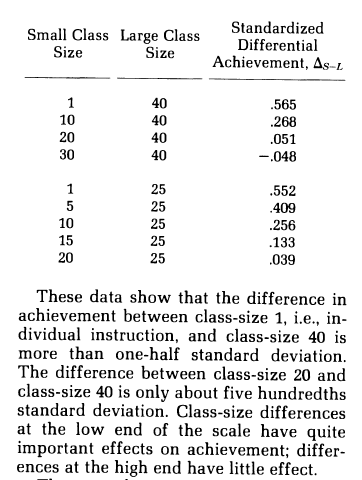 Small Class Size Large Class Size Standardized Differential Achievement, ΔS–L
1 40 .565
10 40 .268
20 40 .051
30 40 –.048
1 25 .552
5 25 .409
10 25 .256
15 25 .133
20 25 .039
These data show that the difference in
achievement between class-size 1, i.e., in-
dividual instruction, and class-size 40 is
more than one-half standard deviation.
The difference between class-size 20 and
class-size 40 is only about five hundredths
standard deviation. Class-size differences
at the low end of the scale have quite
important effects on achievement; differ-
ences at the high end have little effect.